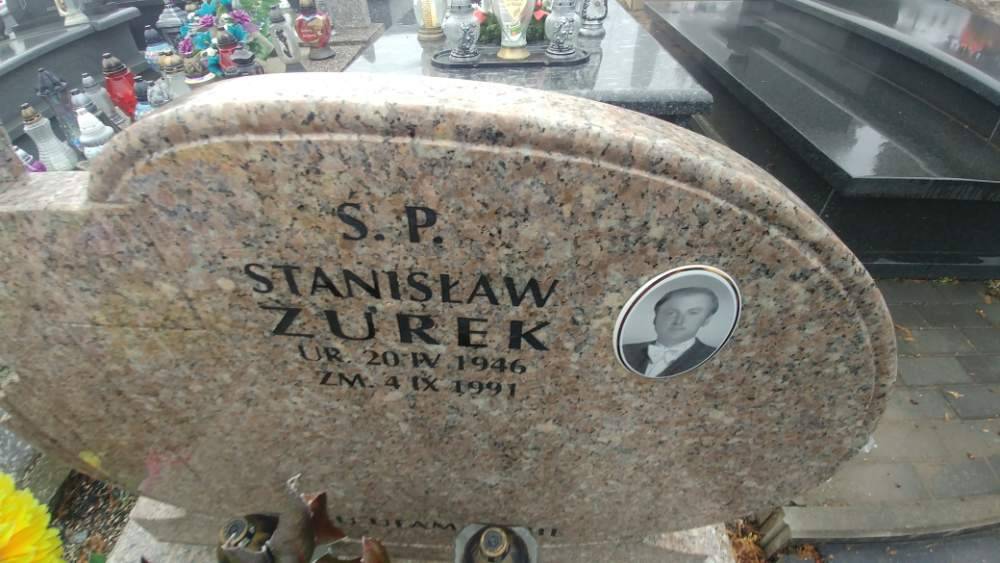 Ś. P.
STANISŁAW
ŻUREK
UR. 20 IV 1946
ZM. 4 IX 1991